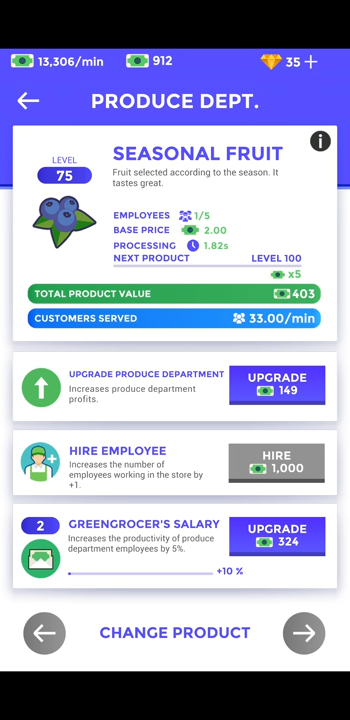 13,306/min 912 35 +
PRODUCE DEPT.
LEVEL
75
SEASONAL FRUIT
Fruit selected according to the season. It
tastes great.
EMPLOYEES 1/5
BASE PRICE 2.00
PROCESSING 1.82s
NEXT PRODUCT LEVEL 100
x5
TOTAL PRODUCT VALUE 403
CUSTOMERS SERVED 33.00/min
UPGRADE PRODUCE DEPARTMENT
Increases produce department
profits.
UPGRADE
149
HIRE EMPLOYEE
Increases the number of
employees working in the store by
+1.
HIRE
1,000
2
GREENGROCER'S SALARY
Increases the productivity of produce
department employees by 5%.
+10 %
UPGRADE
324
CHANGE PRODUCT